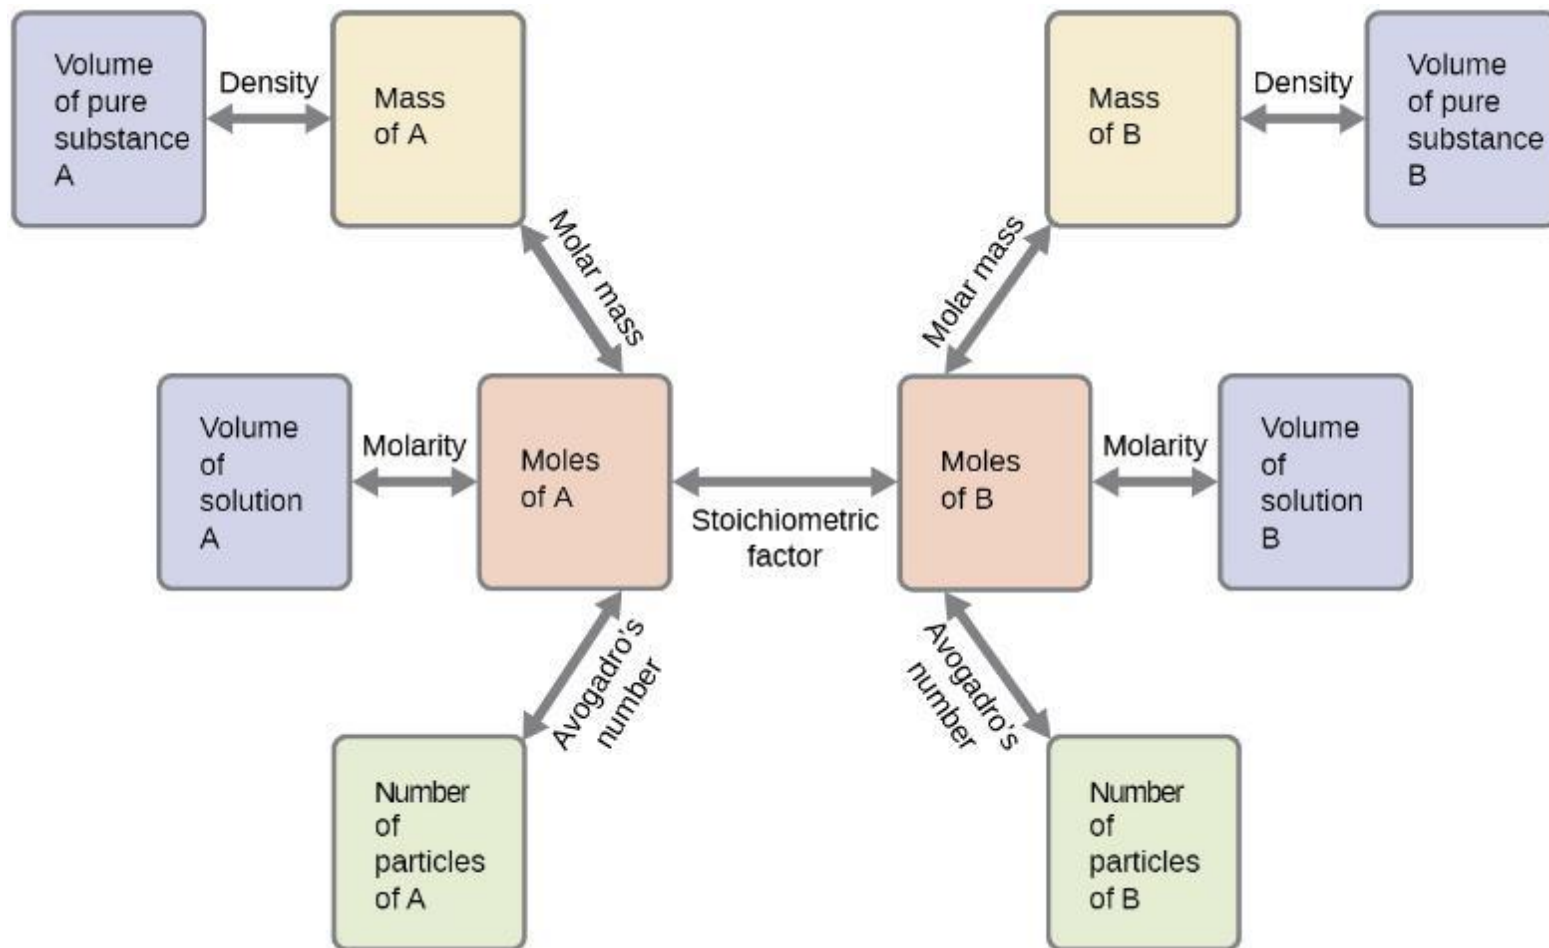 Volume
of pure
substance
A
Density
Mass
of A
Mass
of B
Density
Volume
of pure
substance
B
Molar mass
Molar mass
Volume
of
solution
A
Molarity
Moles
of A
Stoichiometric
factor
Moles
of B
Molarity
Volume
of
solution
B
Avogadro's
number
Avogadro's
number
Number
of
particles
of A
Number
of
particles
of B